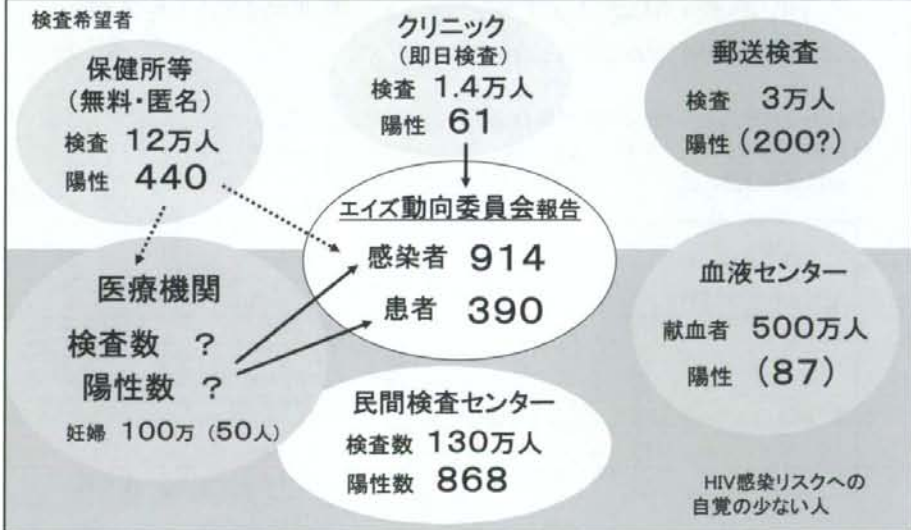 検査希望者
保健所等
(無料・匿名)
検査 12万人
陽性 440
クリニック
(即日検査)
検査 1.4万人
陽性 61
郵送検査
検査 3万人
陽性 (200?)
エイズ動向委員会報告
感染者 914
患者 390
医療機関
検査数 ?
陽性数 ?
妊婦 100万 (50人)
血液センター
献血者 500万人
陽性 (87)
民間検査センター
検査数 130万人
陽性数 868
HIV感染リスクへの
自覚の少ない人